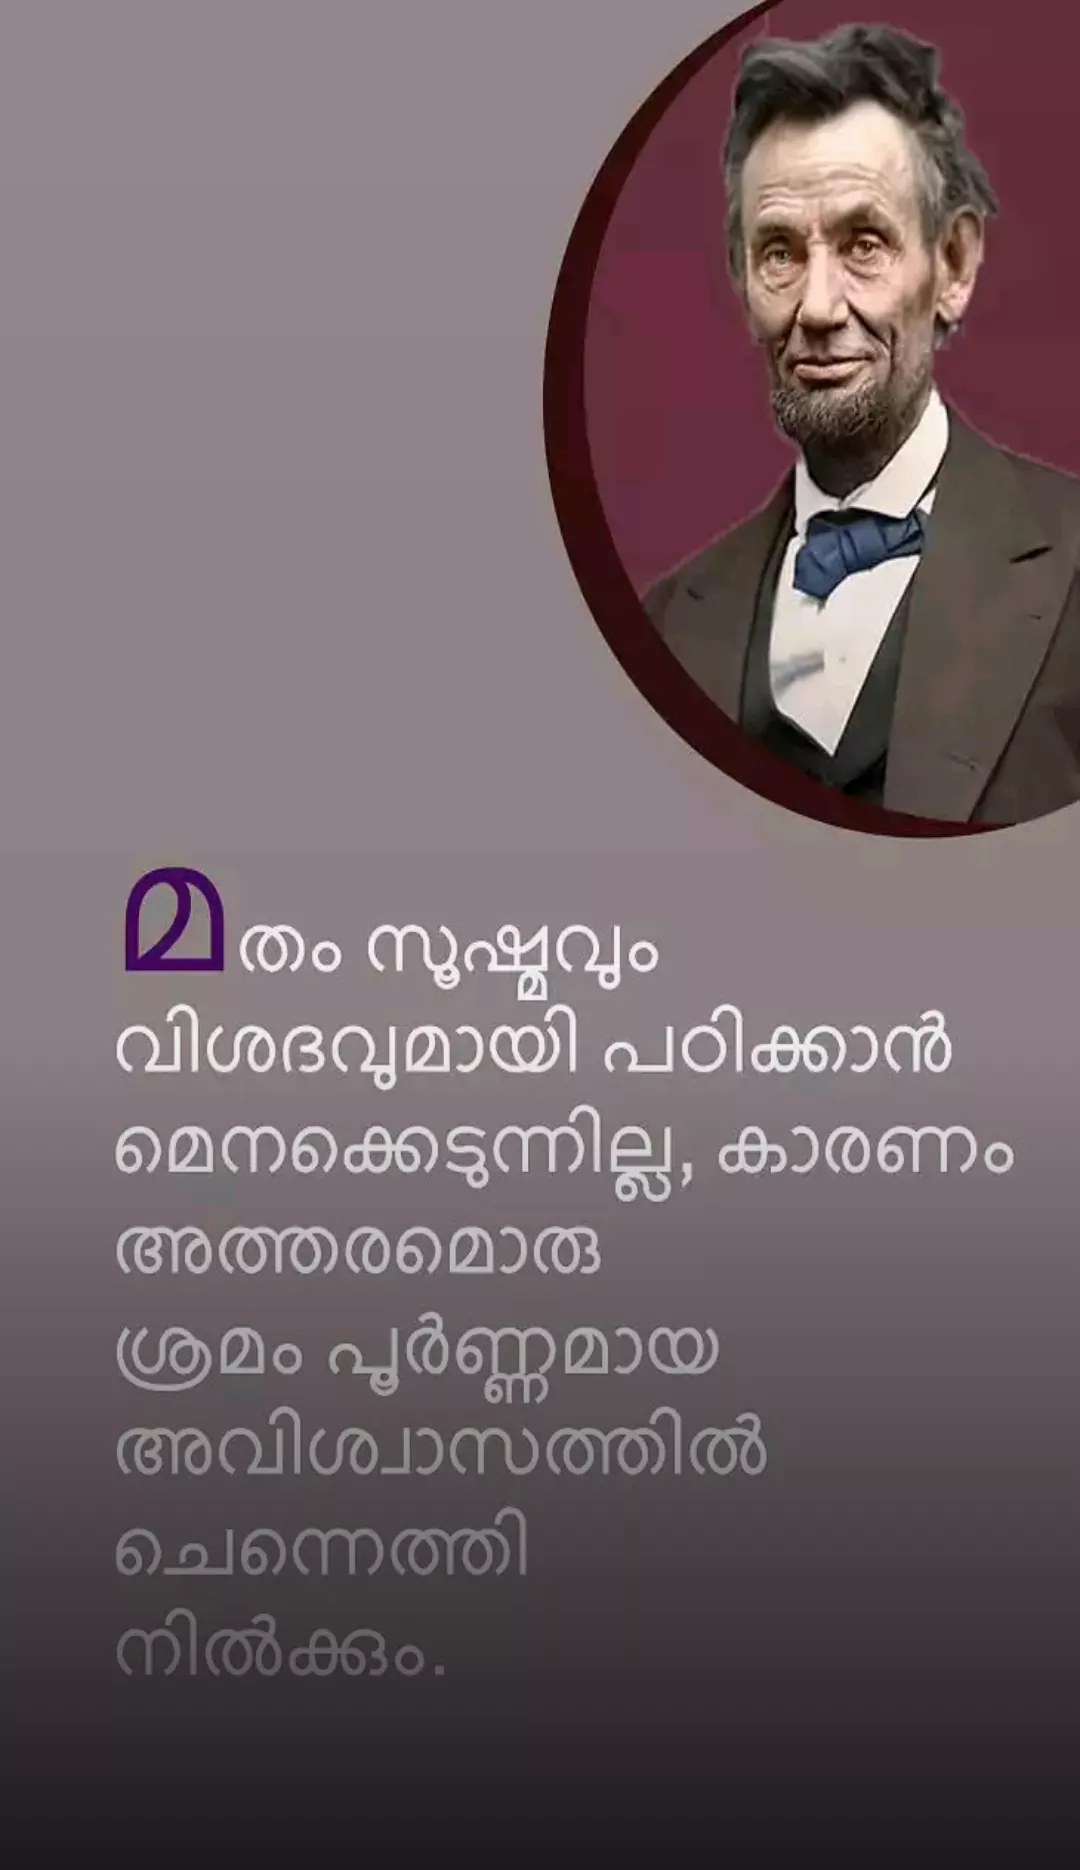 മതം സൂഷ്മവും
വിശദവുമായി പഠിക്കാൻ
മെനക്കെടുന്നില്ല, കാരണം
അത്തരമൊരു
ശ്രമം പൂർണ്ണമായ
അവിശ്വാസത്തിൽ
ചെന്നെത്തി
നിൽക്കും.